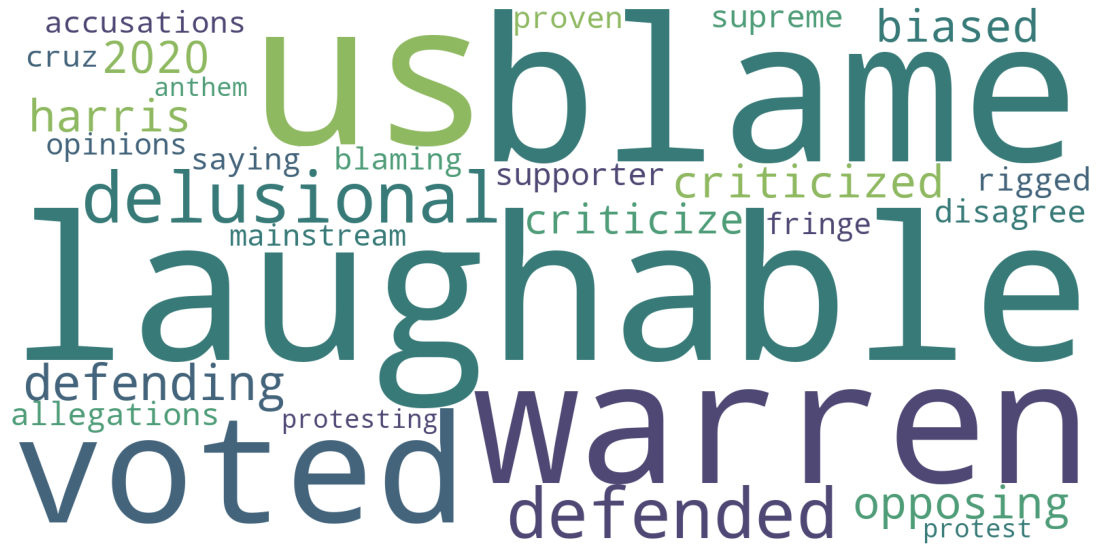 accusations
proven
supreme
biased
cruz
2020
us
blame
anthem
harris
opinions
saying
blaming
supporter
criticized
rigged
delusional
criticize
fringe
disagree
mainstream
laughable
defending
warren
allegations
protesting
voted
defended
opposing
protest